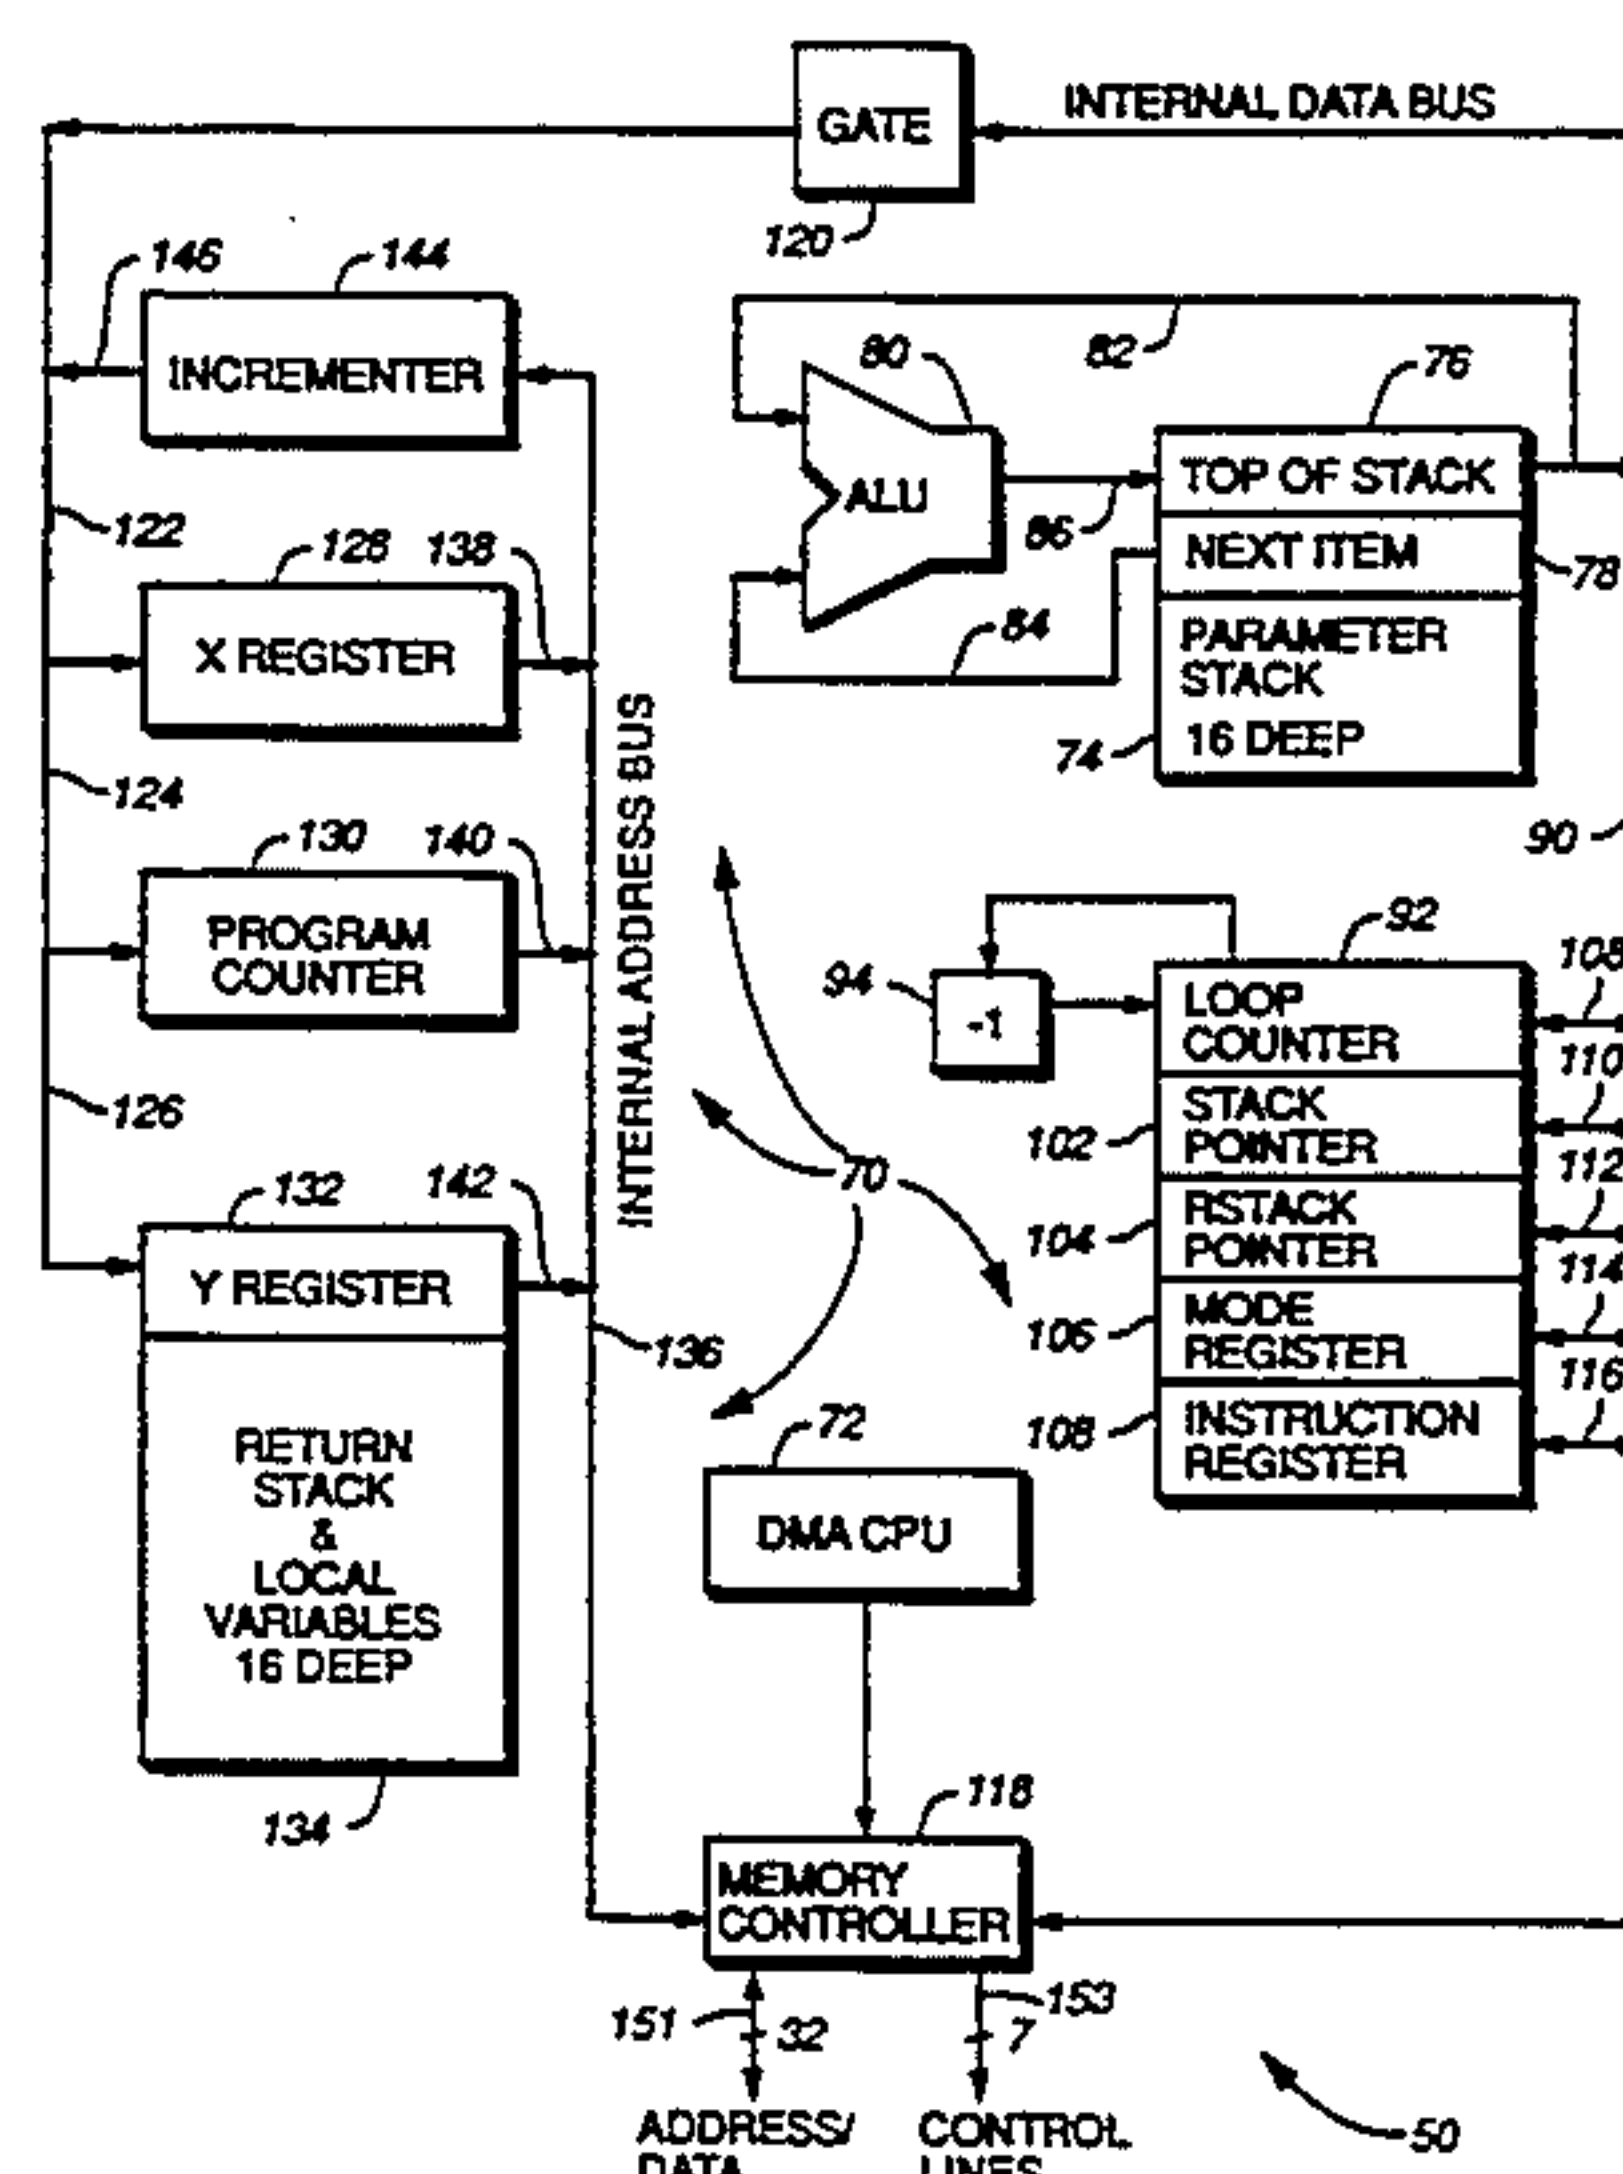 INTERNAL DATA BUS
GATE
120
146
144
INCREMENTER
82
80
76
TOP OF STACK
ALU
86
NEXT ITEM
78
122
128
138
X REGISTER
84
PARAMETER
STACK
16 DEEP
74
124
INTERNAL ADDRESS BUS
130
140
90
PROGRAM
COUNTER
92
94
-1
LOOP
COUNTER
108
110
126
STACK
POINTER
102
112
70
132
142
Y REGISTER
RSTACK
POINTER
104
114
136
MODE
REGISTER
106
116
72
INSTRUCTION
REGISTER
108
RETURN
STACK
&
LOCAL
VARIABLES
16 DEEP
DMA CPU
134
118
MEMORY
CONTROLLER
151
32
153
7
ADDRESS/
DATA
CONTROL
LINES
50